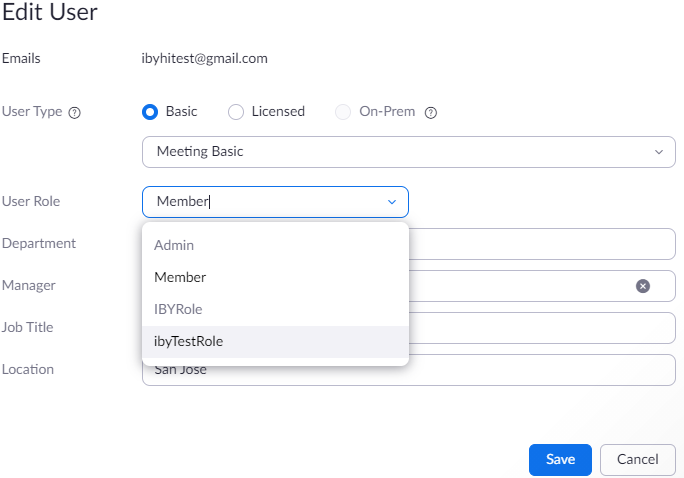 Edit User
Emails ibyhitest@gmail.com
User Type ? Basic Licensed On-Prem ?
Meeting Basic
User Role Member
Admin
Department
Member
Manager
IBYRole
Job Title
ibyTestRole
Location San Jose
Save Cancel